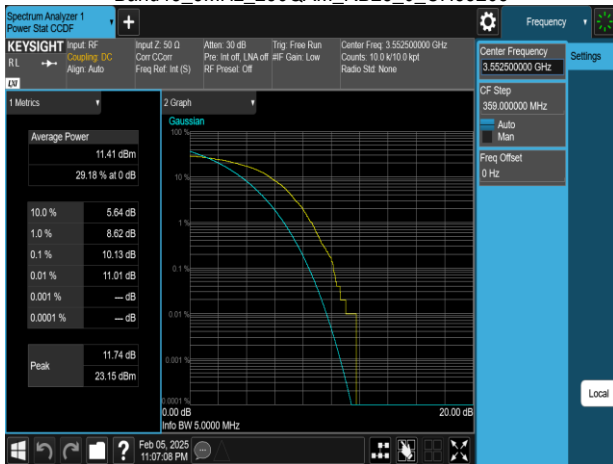 Spectrum Analyzer 1
Power Stat CCDF
Frequency
KEYSIGHT
RL
LXI
Input: RF
Coupling: DC
Align: Auto
Input Z: 50 Ω
Corr CCorr
Freq Ref: Int (S)
Atten: 30 dB
Pre: Int off, LNA off
RF Preset: Off
Trig: Free Run
#IF Gain: Low
Center Freq: 3.552500000 GHz
Counts: 10.0 k/10.0 kpt
Radio Std: None
Center Frequency
3.552500000 GHz
Settings
CF Step
359.000000 MHz
Auto
Man
Freq Offset
0 Hz
Local
1 Metrics
Average Power
11.41 dBm
29.18 % at 0 dB
10.0 % 5.64 dB
1.0 % 8.62 dB
0.1 % 10.13 dB
0.01 % 11.01 dB
0.001 % --- dB
0.0001 % --- dB
Peak 11.74 dB
23.15 dBm
2 Graph
Gaussian
100 %
10 %
1 %
0.1 %
0.01 %
0.001 %
0.0001 %
0.00 dB 20.00 dB
Info BW 5.0000 MHz
Feb 05, 2025
11:07:08 PM